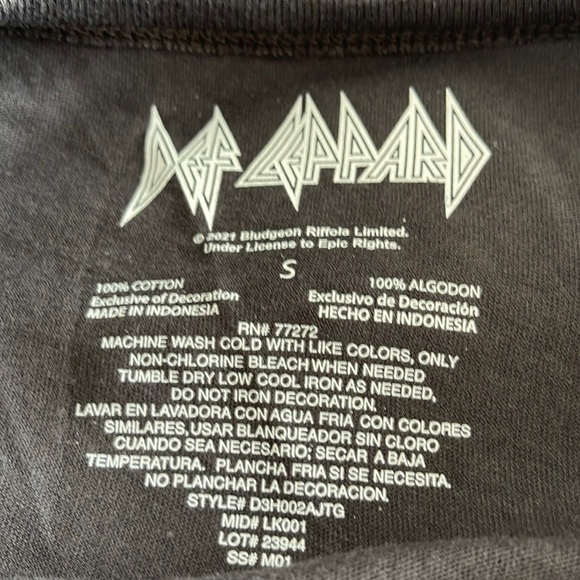 DEF LEPPARD
© 2021 Bludgeon Riffola Limited.
Under License to Epic Rights.
S
100% COTTON
Exclusive of Decoration
MADE IN INDONESIA
100% ALGODON
Exclusivo de Decoración
HECHO EN INDONESIA
RN# 77272
MACHINE WASH COLD WITH LIKE COLORS, ONLY
NON-CHLORINE BLEACH WHEN NEEDED
TUMBLE DRY LOW COOL IRON AS NEEDED,
DO NOT IRON DECORATION.
LAVAR EN LAVADORA CON AGUA FRIA CON COLORES
SIMILARES, USAR BLANQUEADOR SIN CLORO
CUANDO SEA NECESARIO; SECAR A BAJA
TEMPERATURA. PLANCHA FRIA SI SE NECESITA.
NO PLANCHAR LA DECORACION.
STYLE# D3H002AJTG
MID# LK001
LOT# 23944
SS# M01